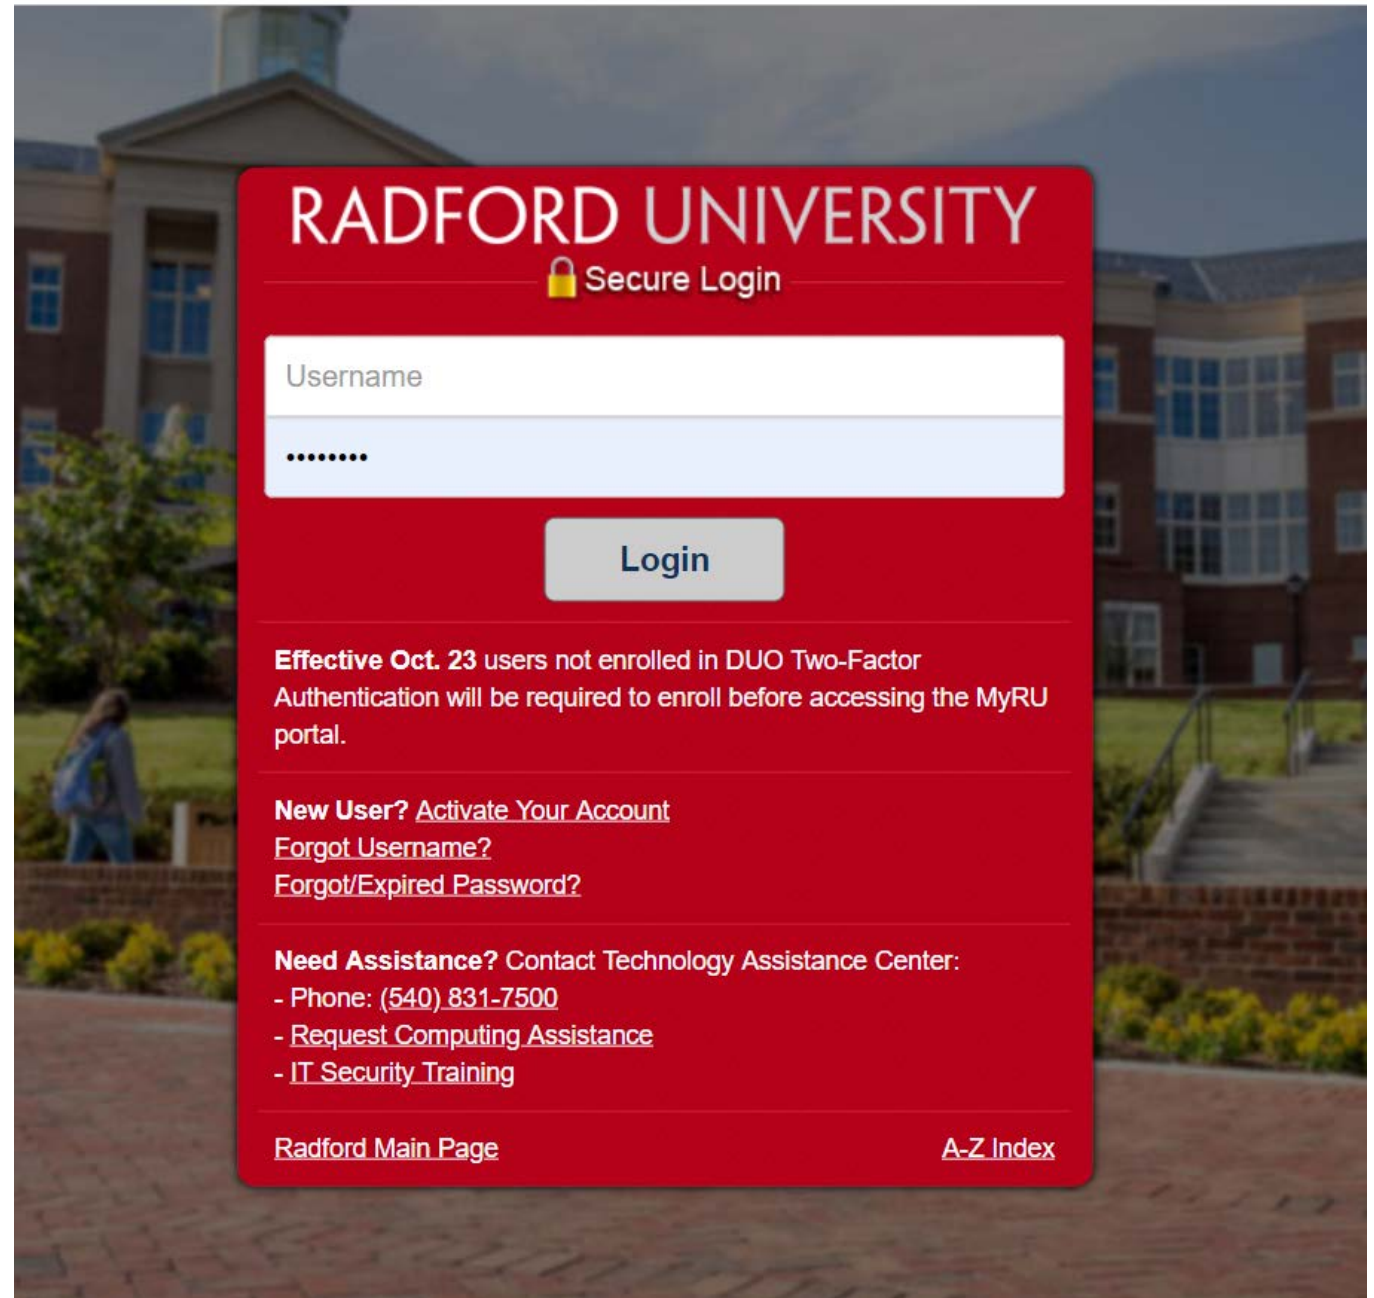 RADFORD UNIVERSITY
Secure Login
Username
••••••••
Login
Effective Oct. 23 users not enrolled in DUO Two-Factor
Authentication will be required to enroll before accessing the MyRU
portal.
New User? Activate Your Account
Forgot Username?
Forgot/Expired Password?
Need Assistance? Contact Technology Assistance Center:
- Phone: (540) 831-7500
- Request Computing Assistance
- IT Security Training
Radford Main Page
A-Z Index